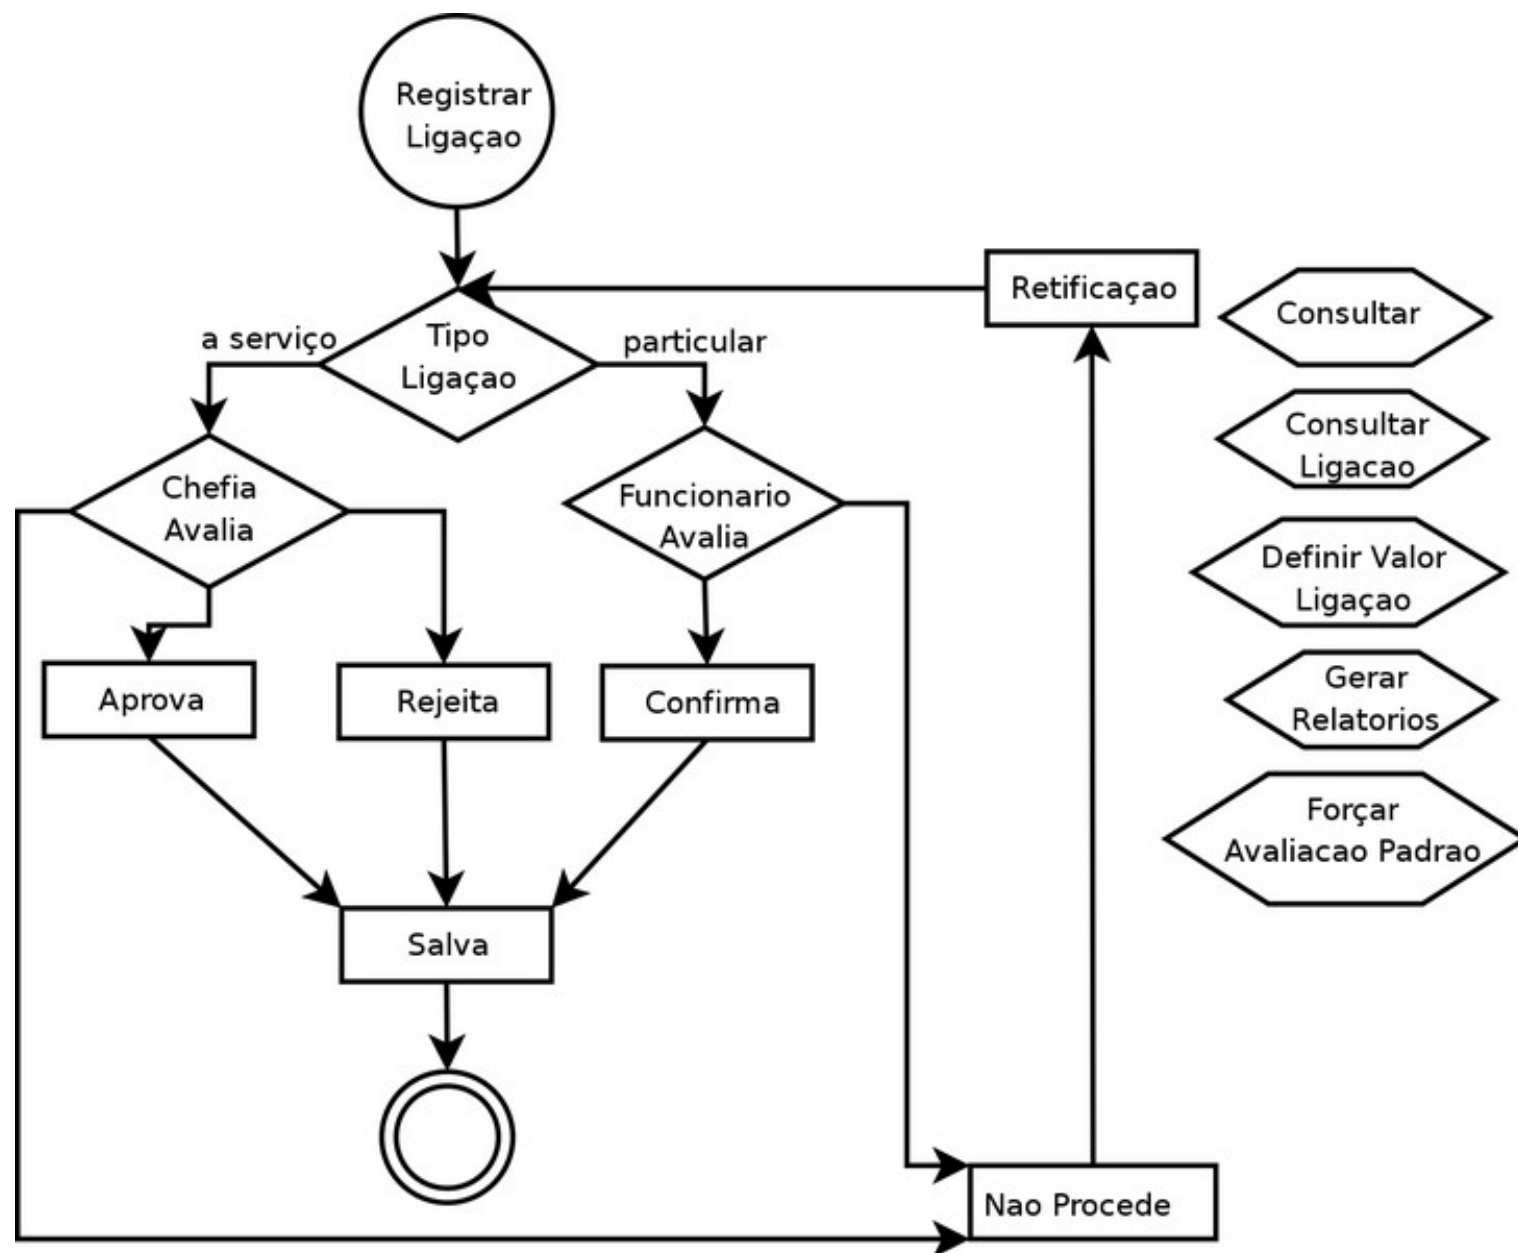 Registrar
Ligaçao
Retificaçao
Consultar
a serviço
Tipo
Ligaçao
particular
Consultar
Ligacao
Chefia
Avalia
Funcionario
Avalia
Definir Valor
Ligaçao
Aprova
Rejeita
Confirma
Gerar
Relatorios
Forçar
Avaliacao Padrao
Salva
Nao Procede